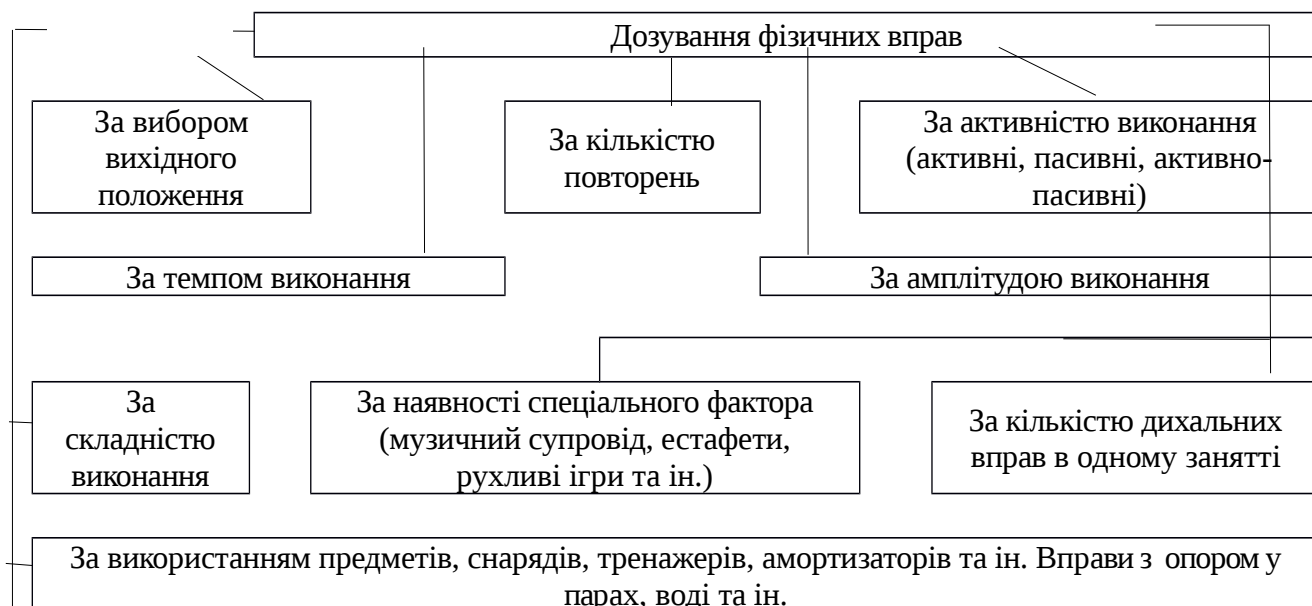 Дозування фізичних вправ
За вибором
вихідного
положення
За кількістю
повторень
За активністю виконання
(активні, пасивні, активно-
пасивні)
За темпом виконання
За амплітудою виконання
За
складністю
виконання
За наявності спеціального фактора
(музичний супровід, естафети,
рухливі ігри та ін.)
За кількістю дихальних
вправ в одному занятті
За використанням предметів, снарядів, тренажерів, амортизаторів та ін. Вправи з опором у
парах, воді та ін.